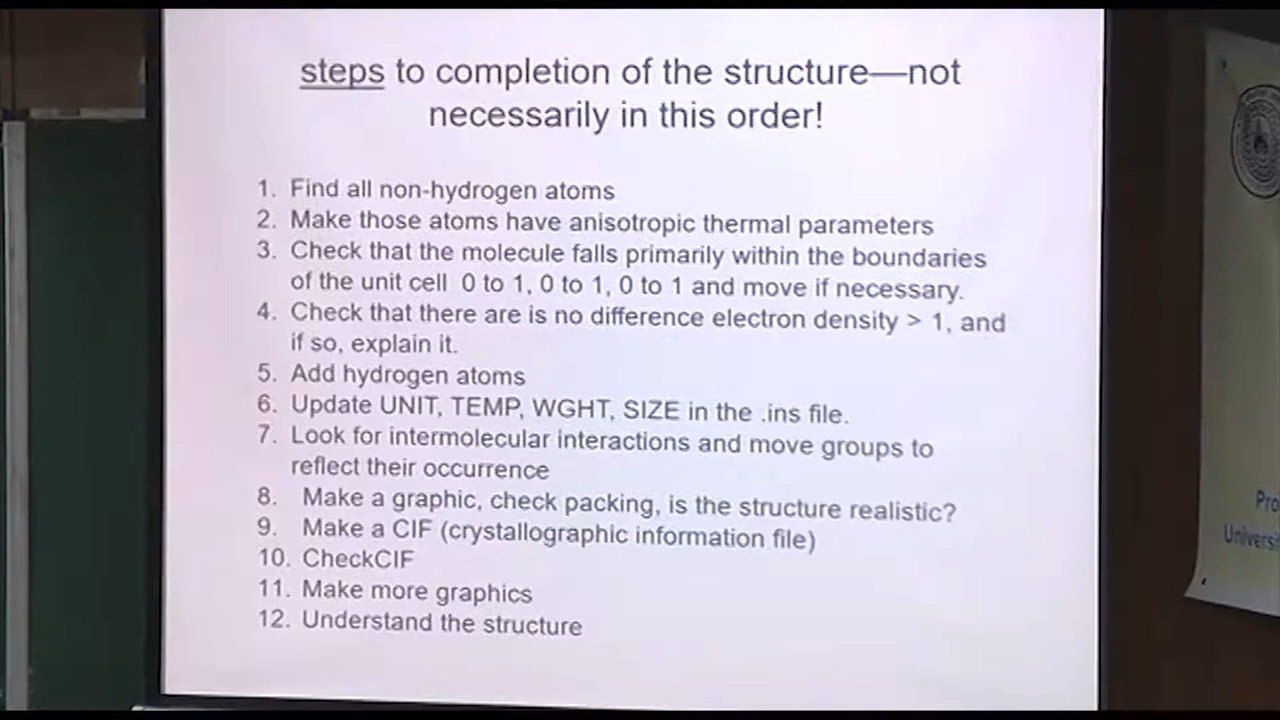 steps to completion of the structure—not
necessarily in this order!
1. Find all non-hydrogen atoms
2. Make those atoms have anisotropic thermal parameters
3. Check that the molecule falls primarily within the boundaries
of the unit cell 0 to 1, 0 to 1, 0 to 1 and move if necessary.
4. Check that there are is no difference electron density > 1, and
if so, explain it.
5. Add hydrogen atoms
6. Update UNIT, TEMP, WGHT, SIZE in the .ins file.
7. Look for intermolecular interactions and move groups to
reflect their occurrence
8. Make a graphic, check packing, is the structure realistic?
9. Make a CIF (crystallographic information file)
10. CheckCIF
11. Make more graphics
12. Understand the structure
Pro
Universi